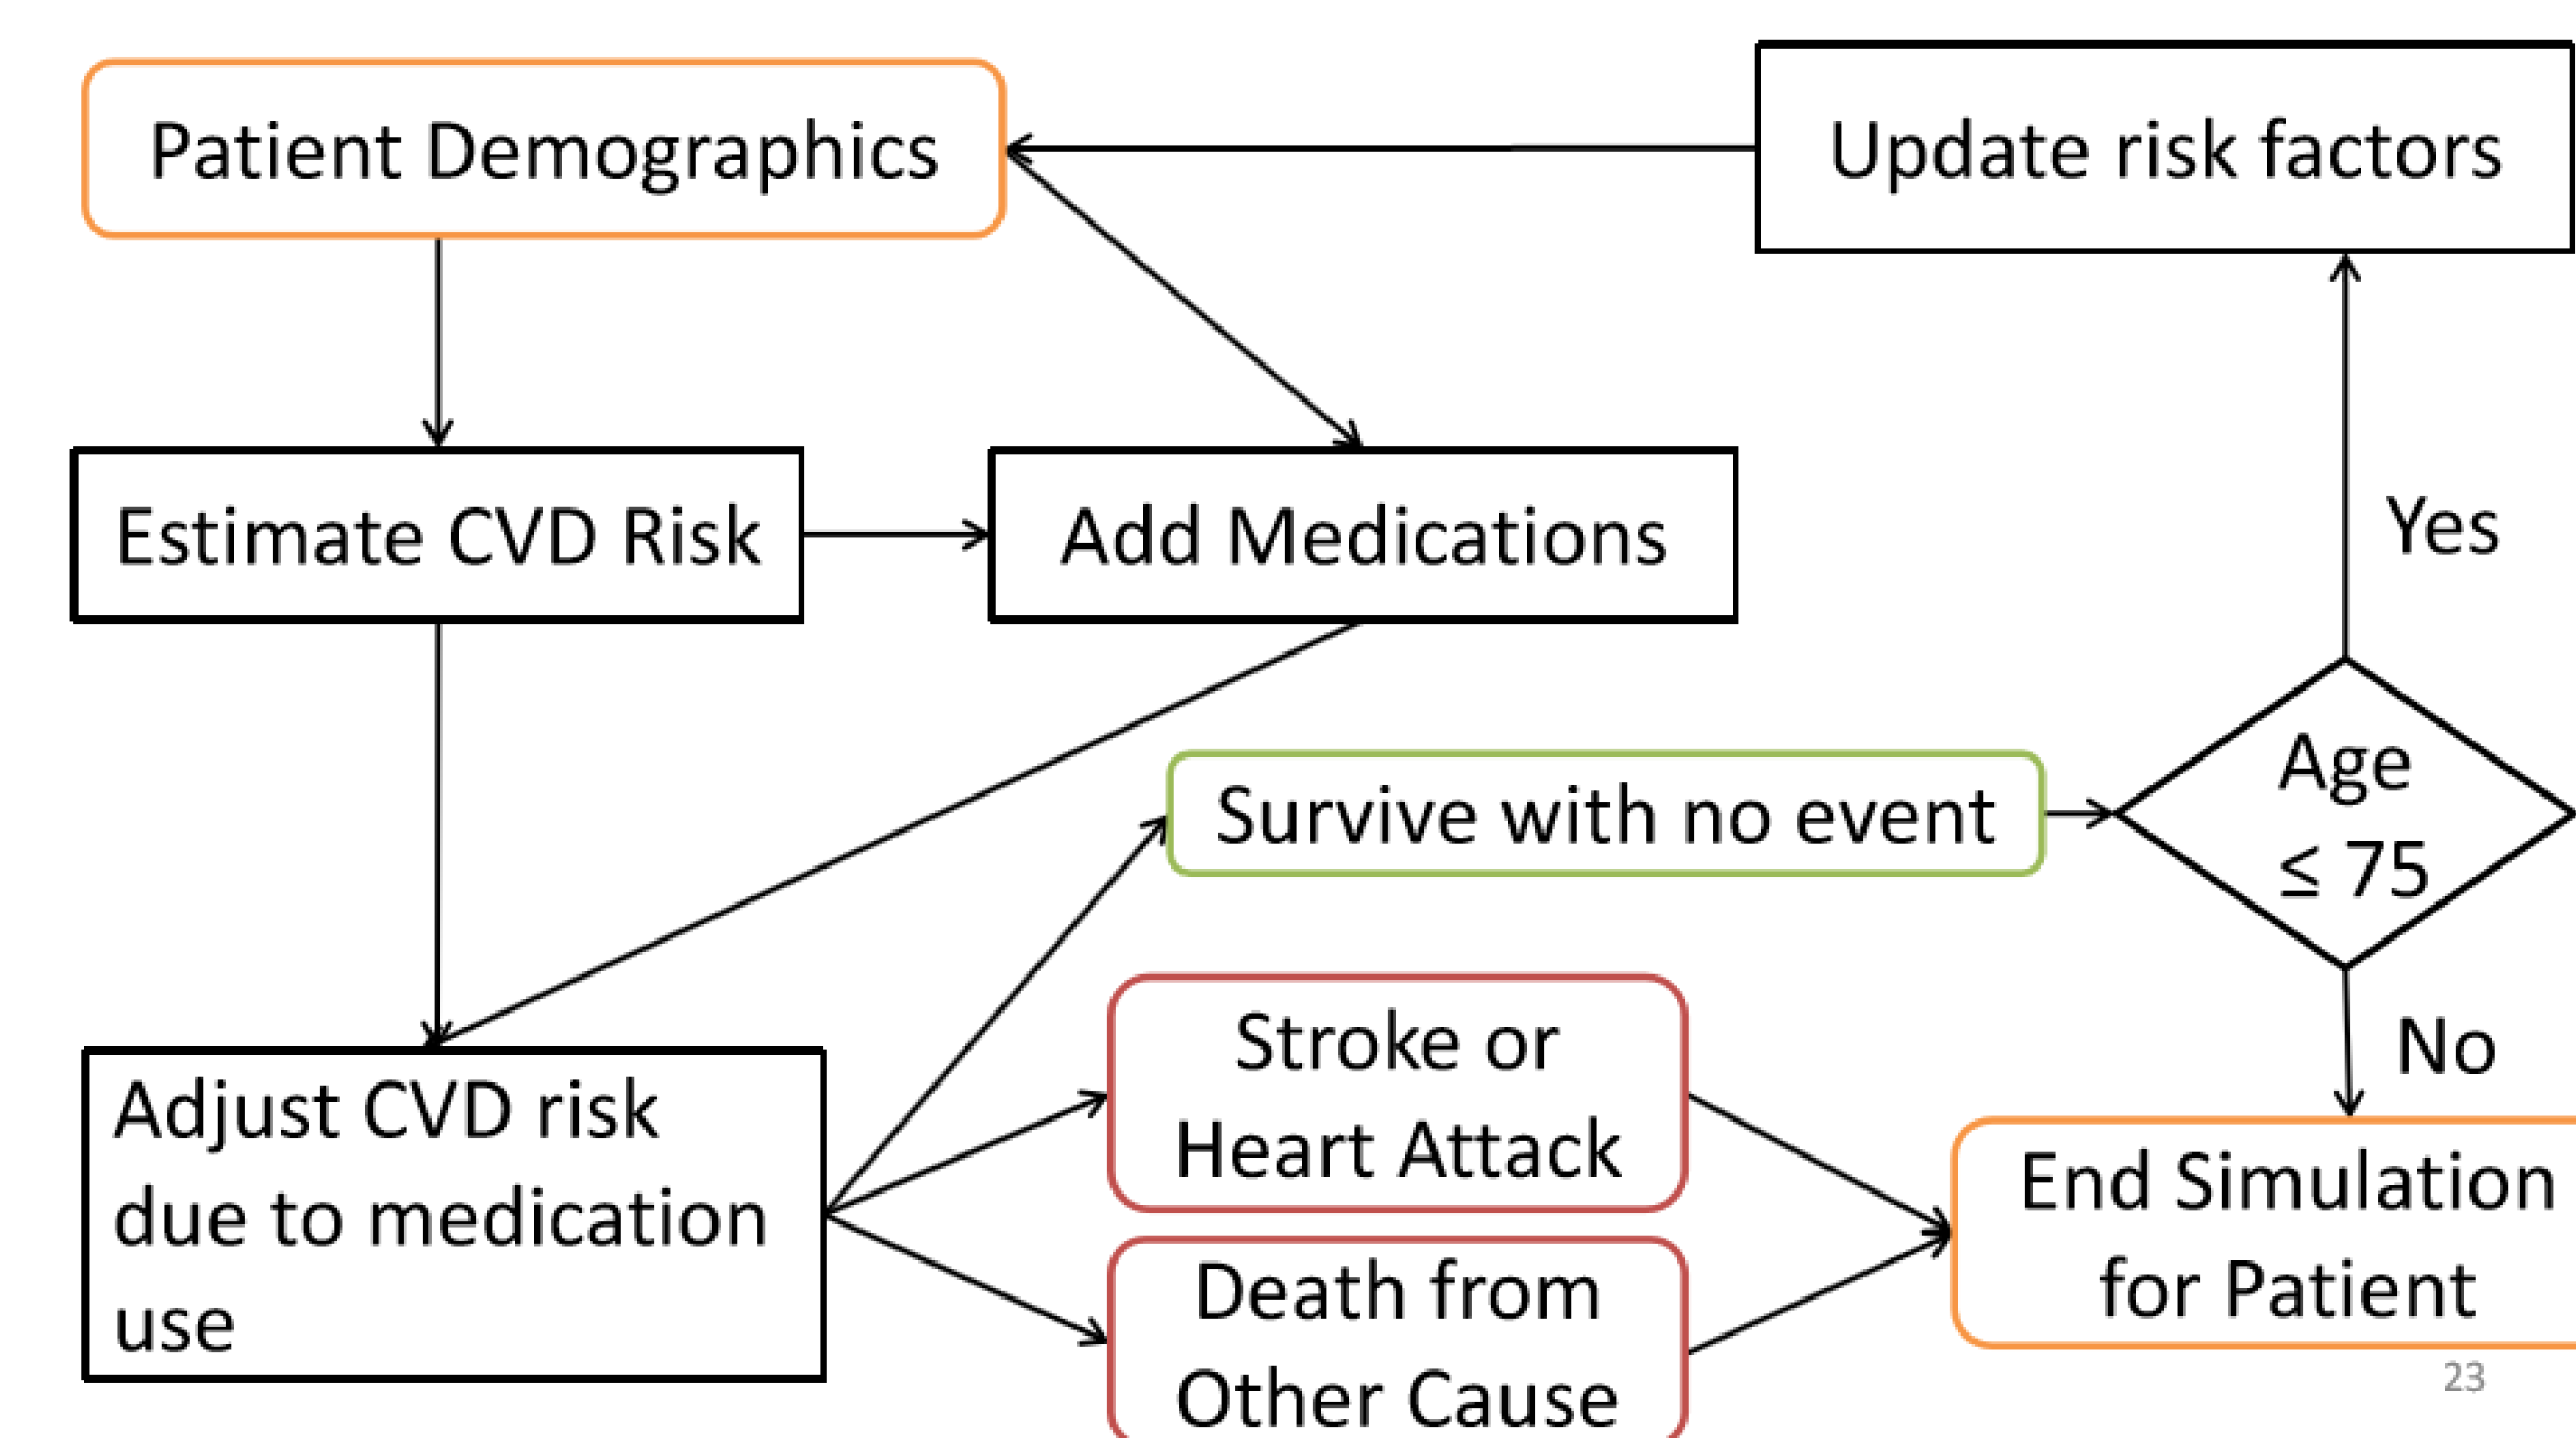 Patient Demographics
Update risk factors
Estimate CVD Risk
Add Medications
Yes
Survive with no event
Age
≤ 75
Stroke or
Heart Attack
No
Adjust CVD risk
due to medication
use
Death from
Other Cause
End Simulation
for Patient
23